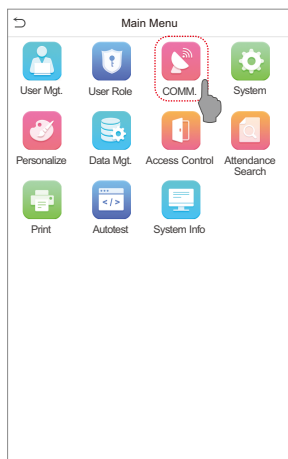 Main Menu
User Mgt.
User Role
COMM.
System
Personalize
Data Mgt.
Access Control
Attendance
Search
Print
Autotest
System Info